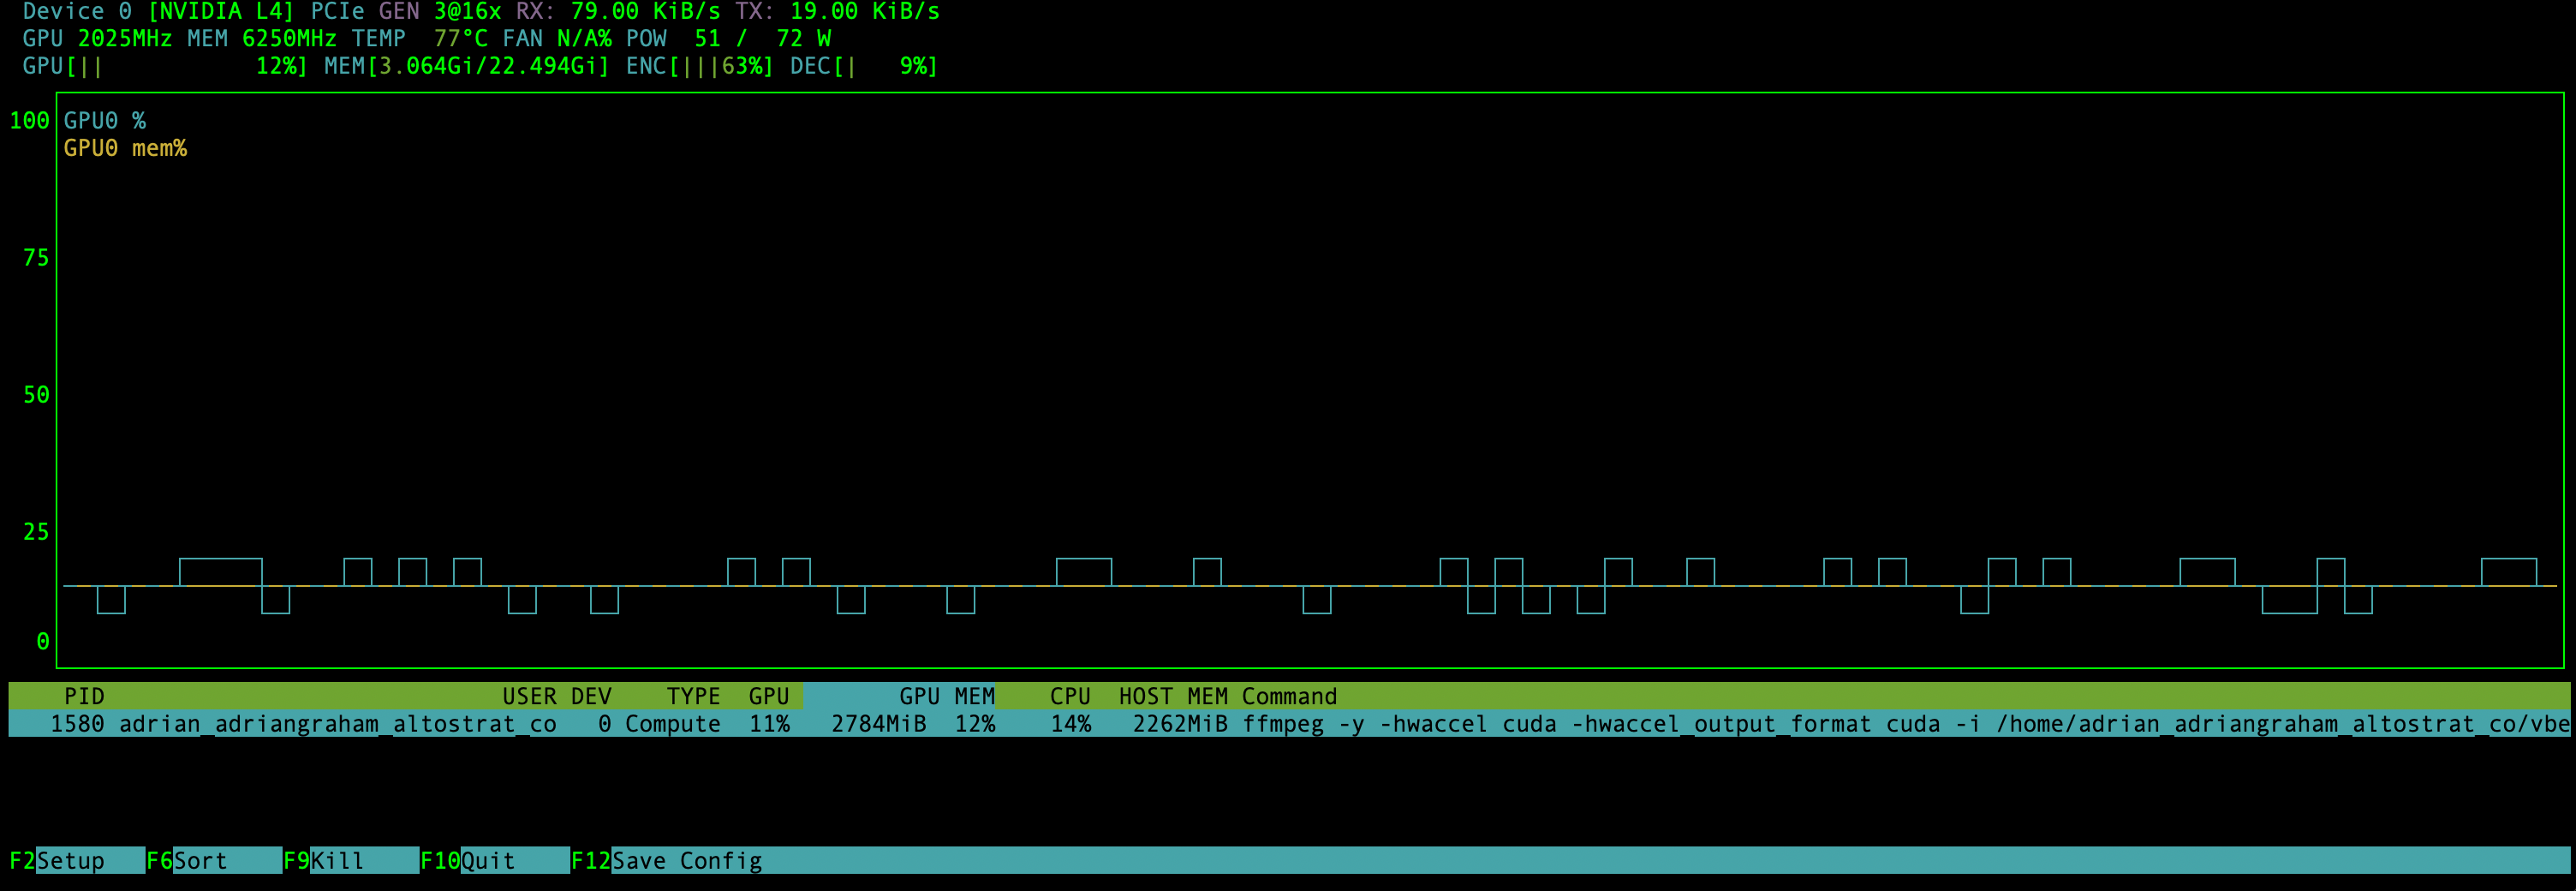 Device 0 [NVIDIA L4] PCIe GEN 3@16x RX: 79.00 KiB/s TX: 19.00 KiB/s
GPU 2025MHz MEM 6250MHz TEMP  77°C FAN N/A% POW  51 /  72 W
GPU[||           12%] MEM[3.064Gi/22.494Gi] ENC[|||63%] DEC[|   9%]
100
GPU0 %
GPU0 mem%
75
50
25
0
PID USER DEV TYPE GPU GPU MEM CPU HOST MEM Command
1580 adrian_adriangraham_altostrat_co 0 Compute 11% 2784MiB 12% 14% 2262MiB ffmpeg -y -hwaccel cuda -hwaccel_output_format cuda -i /home/adrian_adriangraham_altostrat_co/vbe
F2Setup F6Sort F9Kill F10Quit F12Save Config